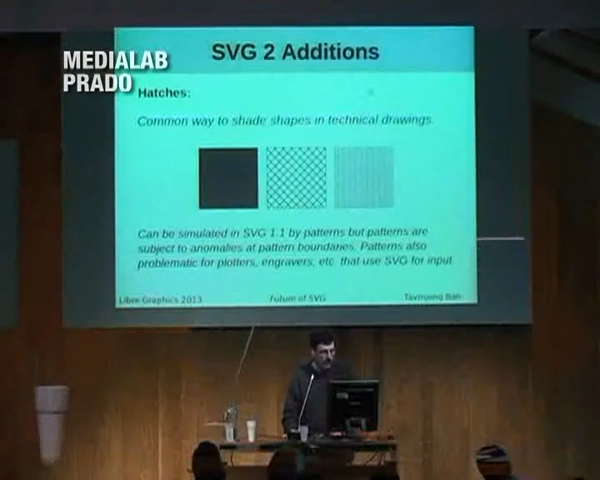 SVG 2 Additions
MEDIALAB
PRADO
Hatches:
Common way to shade shapes in technical drawings.
Can be simulated in SVG 1.1 by patterns but patterns are
subject to anomalies at pattern boundaries. Patterns also
problematic for plotters, engravers, etc. that use SVG for input.
Libre Graphics 2013 Future of SVG